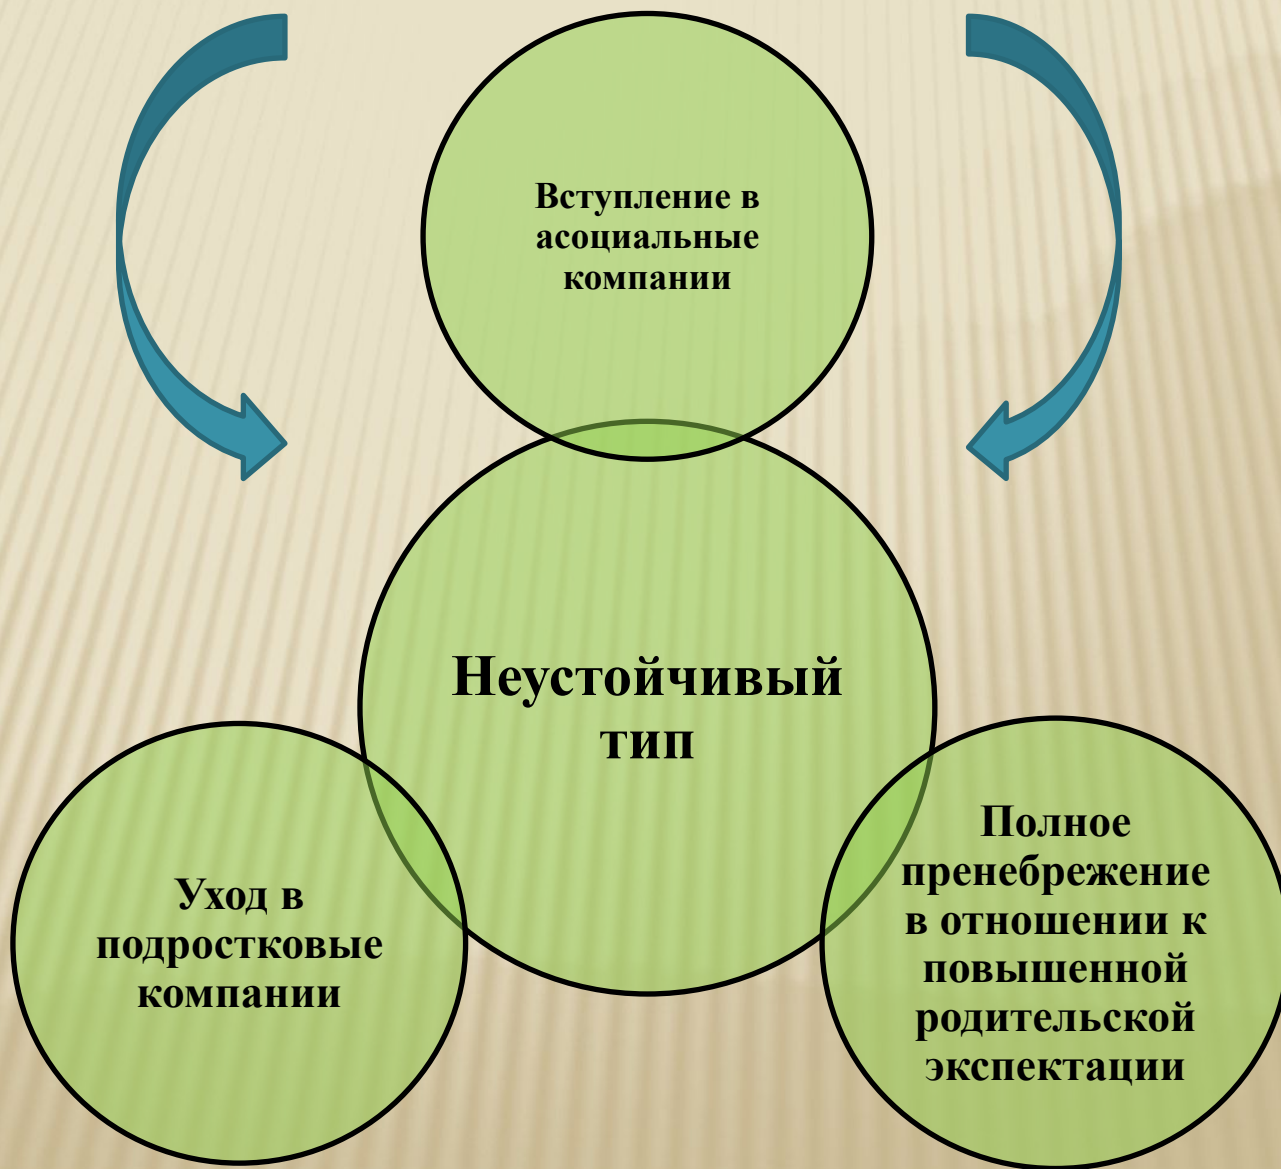 Вступление в
асоциальные
компании
Неустойчивый
тип
Уход в
подростковые
компании
Полное
пренебрежение
в отношении к
повышенной
родительской
экспектации